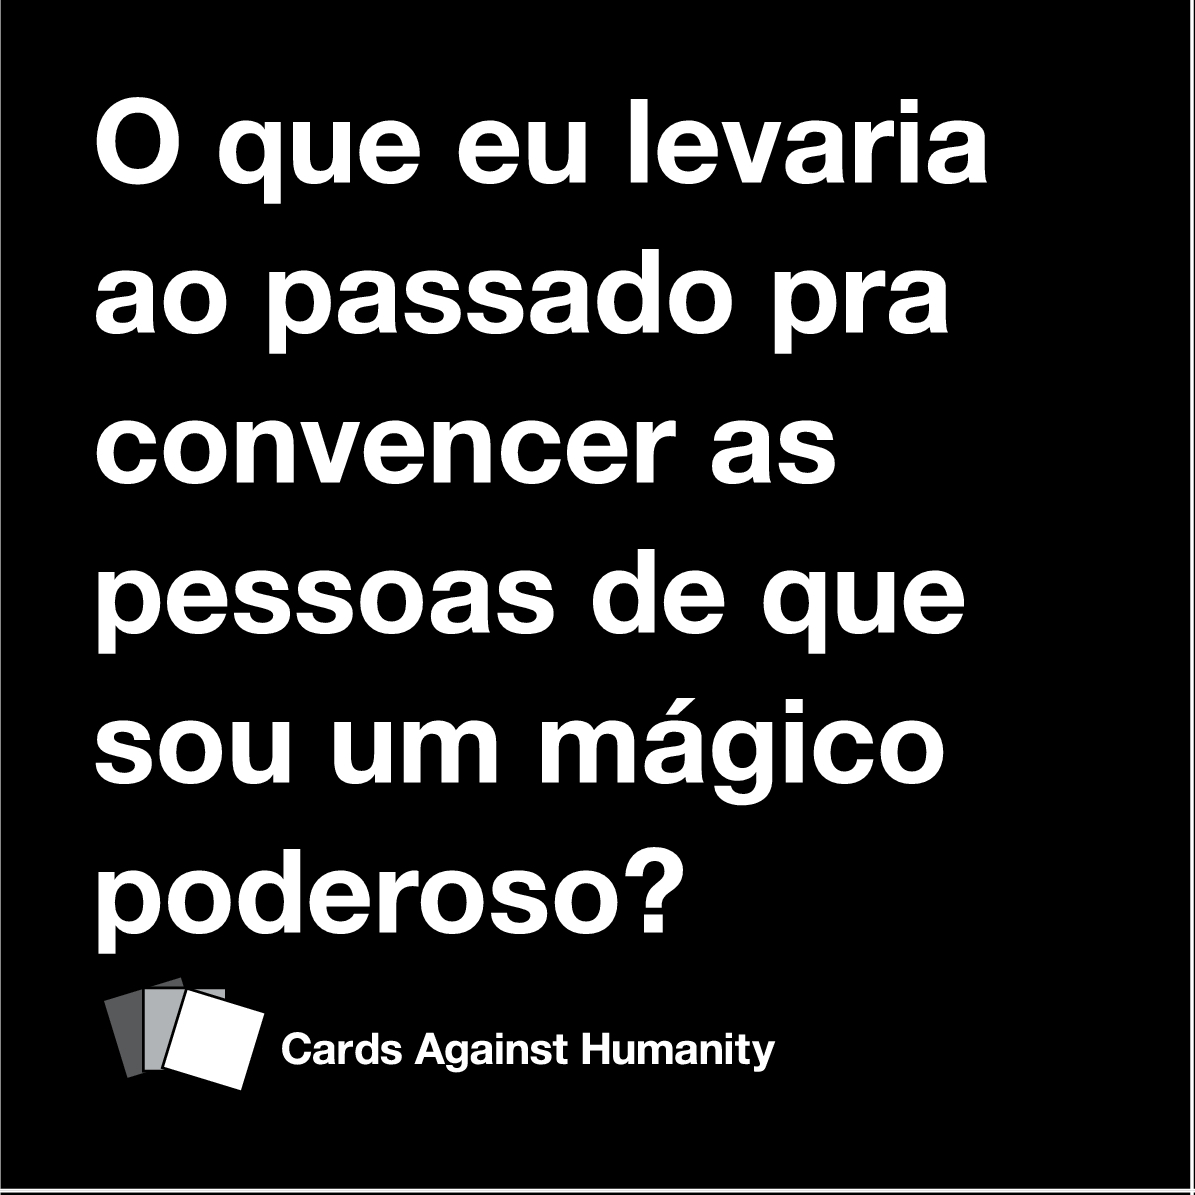 O que eu levaria
ao passado pra
convencer as
pessoas de que
sou um mágico
poderoso?
Cards Against Humanity